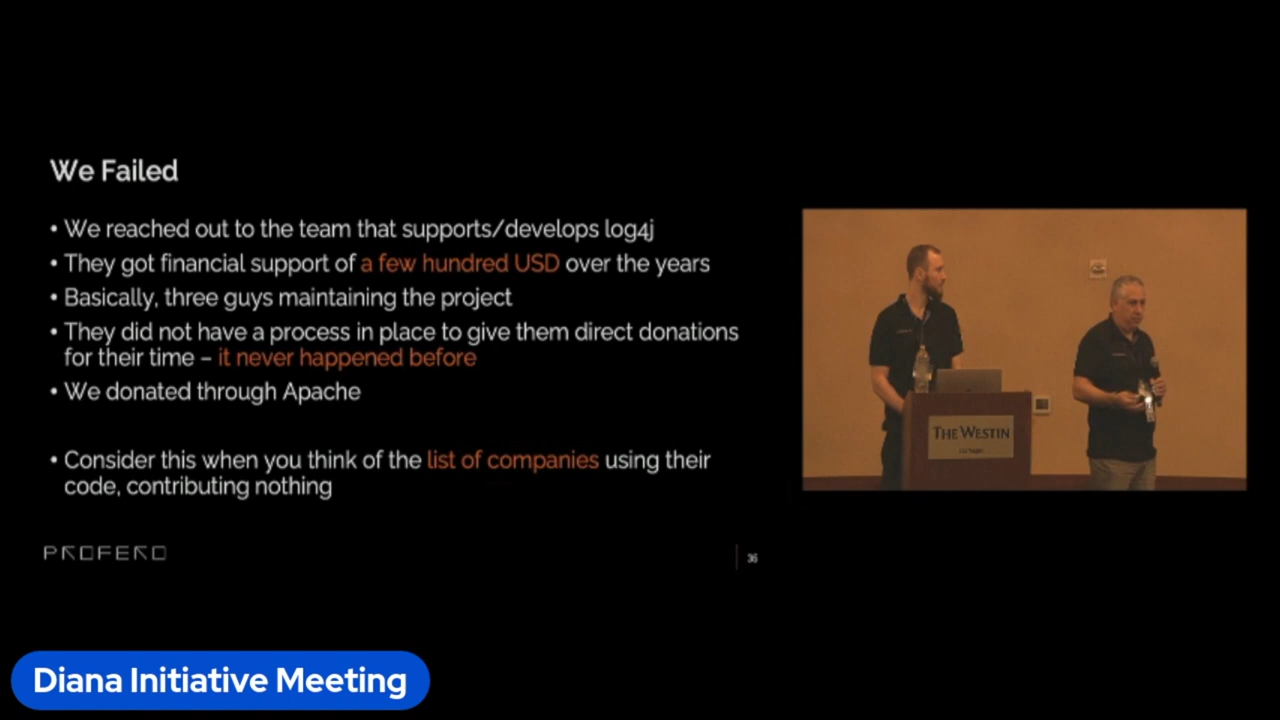 We Failed
• We reached out to the team that supports/develops log4j
• They got financial support of a few hundred USD over the years
• Basically, three guys maintaining the project
• They did not have a process in place to give them direct donations
for their time – it never happened before
• We donated through Apache
• Consider this when you think of the list of companies using their
code, contributing nothing
PROFERO
36
THE WESTIN
Diana Initiative Meeting